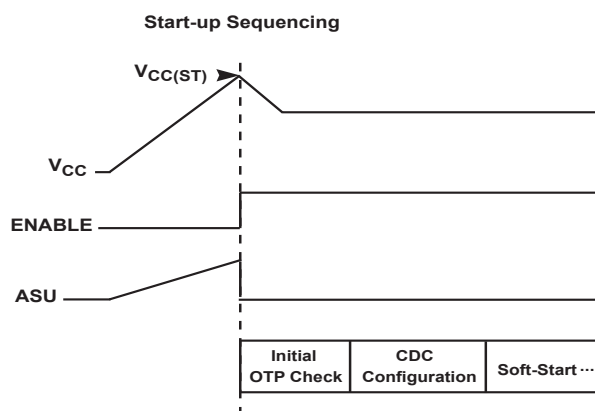 Start-up Sequencing
VCC(ST)
VCC
ENABLE
ASU
Initial
OTP Check
CDC
Configuration
Soft-Start ...